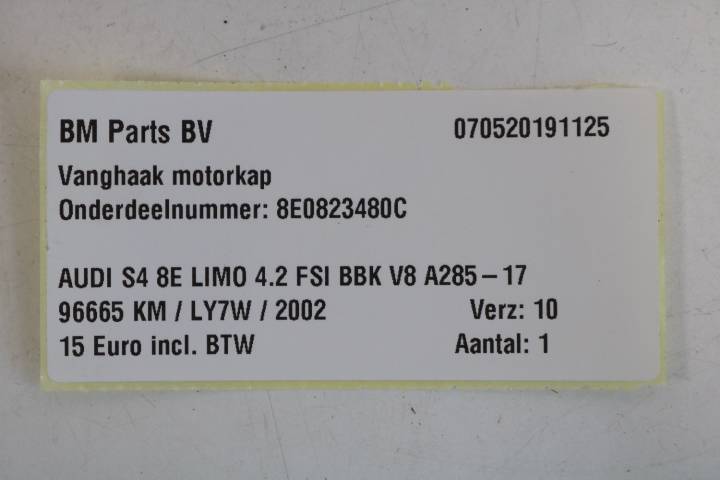 BM Parts BV 070520191125
Vanghaak motorkap
Onderdeelnummer: 8E0823480C
AUDI S4 8E LIMO 4.2 FSI BBK V8 A285-17
96665 KM / LY7W / 2002 Verz: 10
15 Euro incl. BTW Aantal: 1